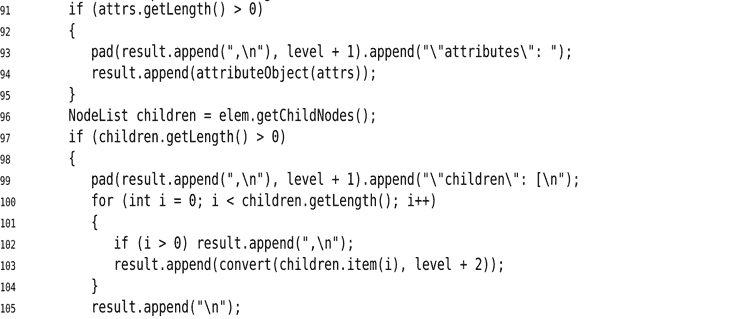 91 if (attrs.getLength() > 0)
92 {
93 pad(result.append(",\n"), level + 1).append("\"attributes\": ");
94 result.append(attributeObject(attrs));
95 }
96 NodeList children = elem.getChildNodes();
97 if (children.getLength() > 0)
98 {
99 pad(result.append(",\n"), level + 1).append("\"children\": [\n");
100 for (int i = 0; i < children.getLength(); i++)
101 {
102 if (i > 0) result.append(",\n");
103 result.append(convert(children.item(i), level + 2));
104 }
105 result.append("\n");